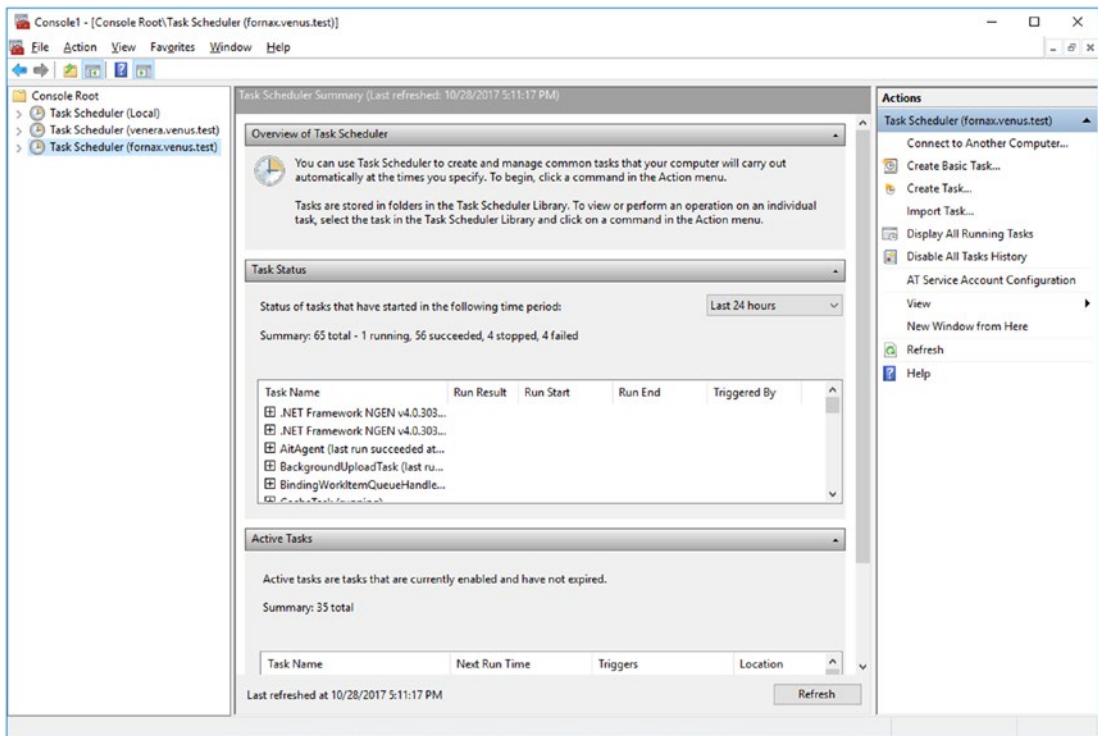 Console1 - [Console Root\Task Scheduler (fornax.venus.test)]
File Action View Favorites Window Help
Console Root
Task Scheduler (Local)
Task Scheduler (venera.venus.test)
Task Scheduler (fornax.venus.test)
Task Scheduler Summary (Last refreshed: 10/28/2017 5:11:17 PM)
Overview of Task Scheduler
You can use Task Scheduler to create and manage common tasks that your computer will carry out
automatically at the times you specify. To begin, click a command in the Action menu.
Tasks are stored in folders in the Task Scheduler Library. To view or perform an operation on an individual
task, select the task in the Task Scheduler Library and click on a command in the Action menu.
Task Status
Status of tasks that have started in the following time period:
Last 24 hours
Summary: 65 total - 1 running, 56 succeeded, 4 stopped, 4 failed
Task Name Run Result Run Start Run End Triggered By
.NET Framework NGEN v4.0.303...
.NET Framework NGEN v4.0.303...
AitAgent (last run succeeded at...
BackgroundUploadTask (last ru...
BindingWorkItemQueueHandle...
CacheTask (running)
Active Tasks
Active tasks are tasks that are currently enabled and have not expired.
Summary: 35 total
Task Name Next Run Time Triggers Location
Last refreshed at 10/28/2017 5:11:17 PM
Refresh
Actions
Task Scheduler (fornax.venus.test)
Connect to Another Computer...
Create Basic Task...
Create Task...
Import Task...
Display All Running Tasks
Disable All Tasks History
AT Service Account Configuration
View
New Window from Here
Refresh
Help